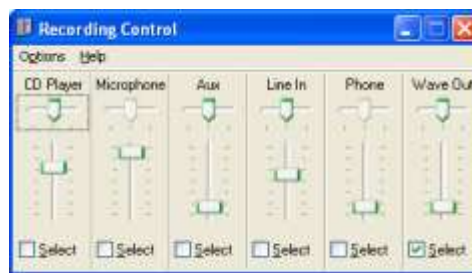 Recording Control
Options Help
CD Player Microphone Aux Line In Phone Wave Out
Select Select Select Select Select Select